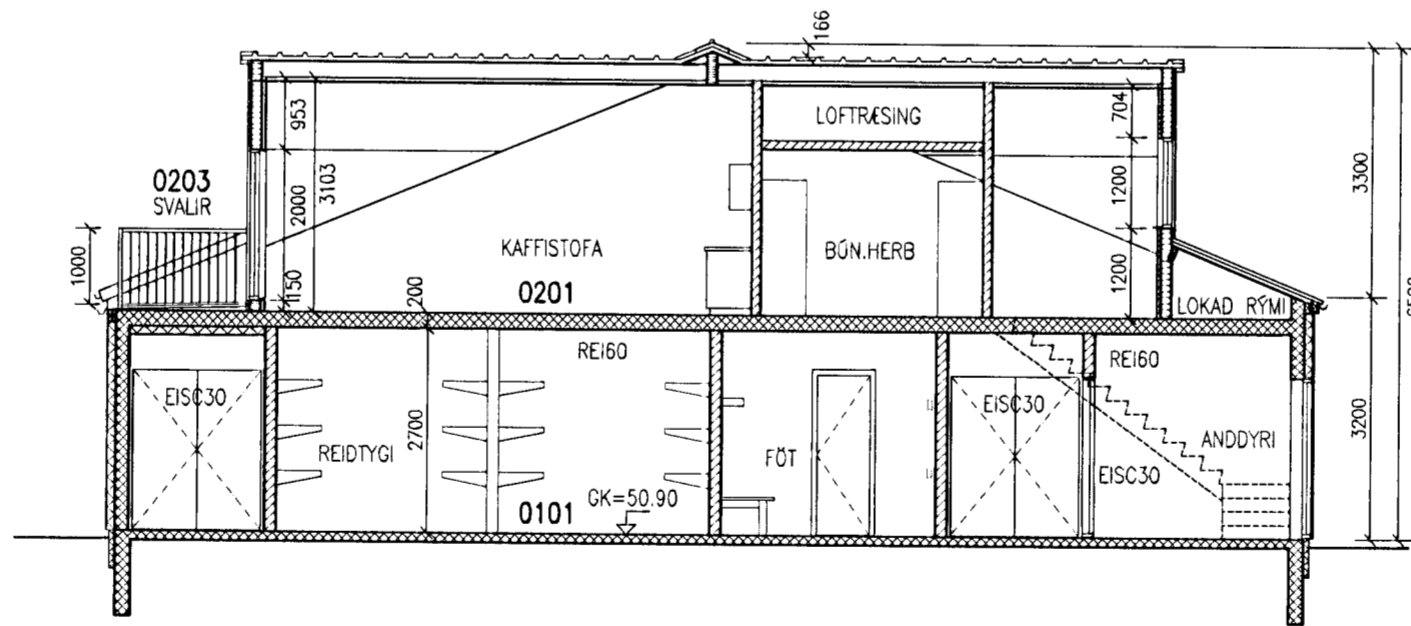 166
953
704
LOFTRÆSING
3300
0203
SVALIR
2000
3103
1200
1000
KAFFISTOFA
BÚN.HERB
150
200
0201
1200
LOKAD RÝMI
REI60
REI60
EISC30
EISC30
3200
2700
REIDTYGI
FÖT
ANDDYRI
EISC30
GK=50.90
0101